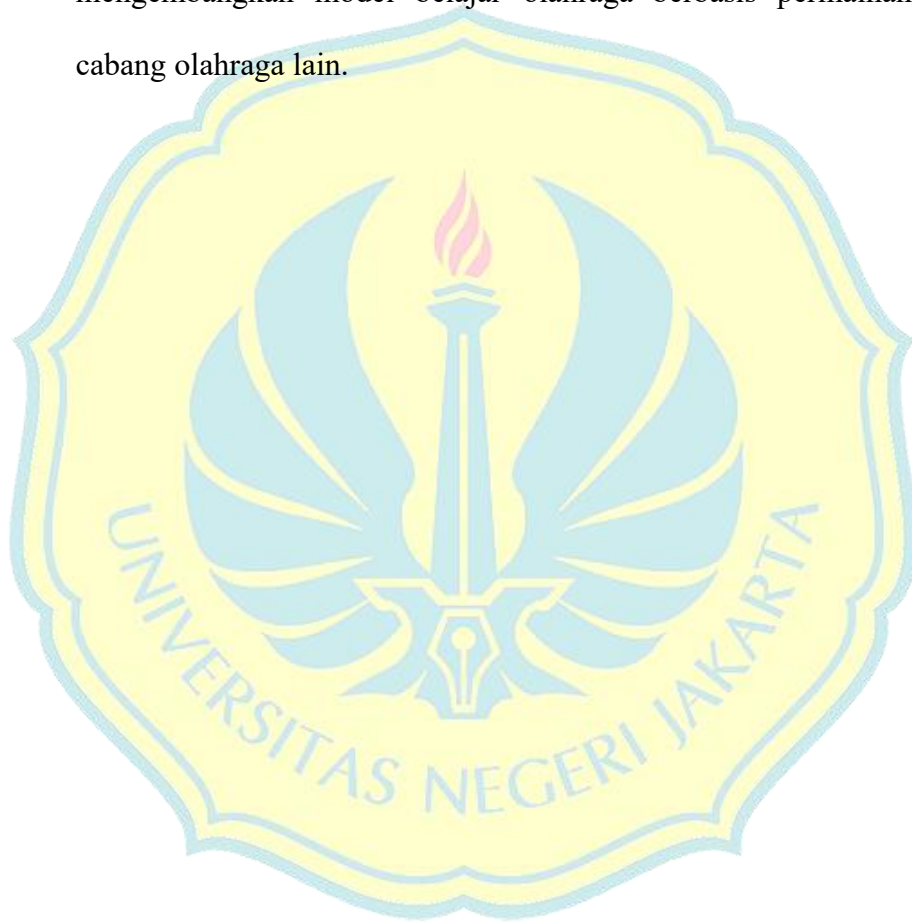 mengembangkan model belajar olahraga berbasis permainan
cabang olahraga lain.
UNIVERSITAS NEGERI JAKARTA